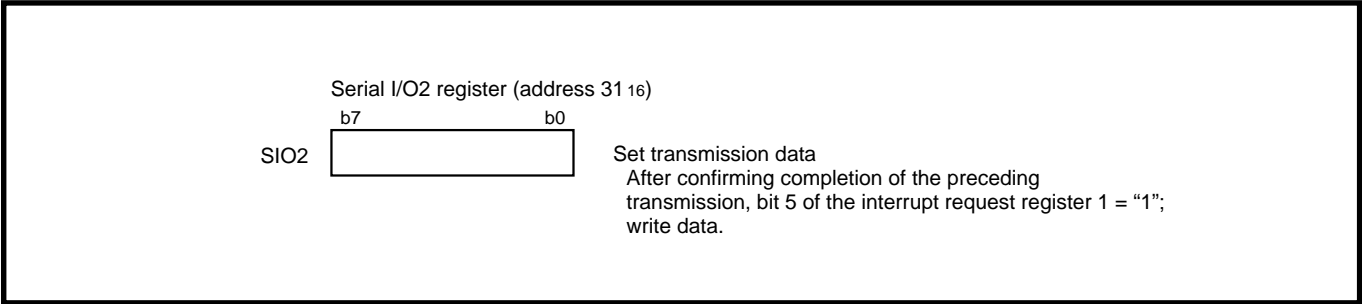 Serial I/O2 register (address 31 16)
b7 b0
SIO2
Set transmission data
After confirming completion of the preceding
transmission, bit 5 of the interrupt request register 1 = “1”;
write data.